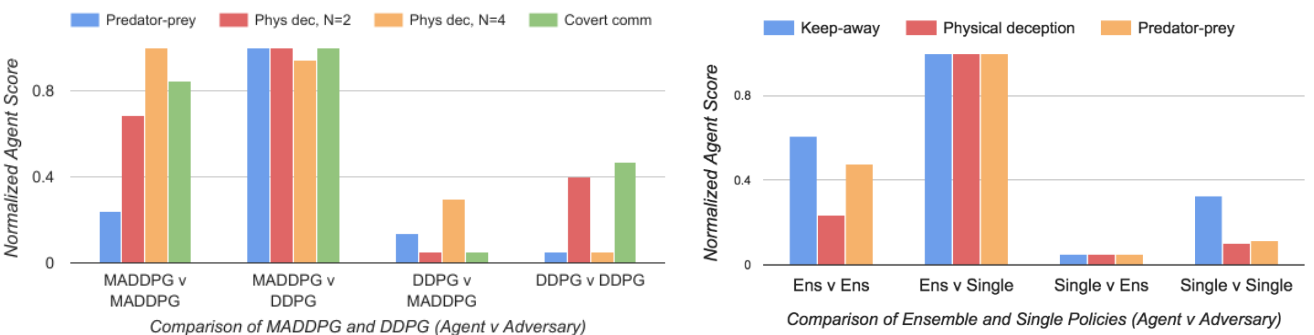 Predator-prey Phys dec, N=2 Phys dec, N=4 Covert comm
Normalized Agent Score
0.8
0.4
0
MADDPG v MADDPG
MADDPG v DDPG
DDPG v MADDPG
DDPG v DDPG
Comparison of MADDPG and DDPG (Agent v Adversary)
Keep-away Physical deception Predator-prey
Normalized Agent Score
0.8
0.4
0
Ens v Ens Ens v Single Single v Ens Single v Single
Comparison of Ensemble and Single Policies (Agent v Adversary)